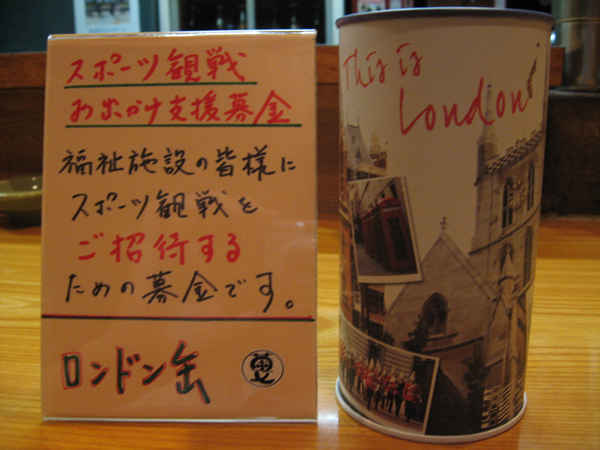 スポーツ観戦
お出かけ支援募金
福祉施設の皆様に
スポーツ観戦を
ご招待する
ための募金です。
ロンドン缶
This is
London